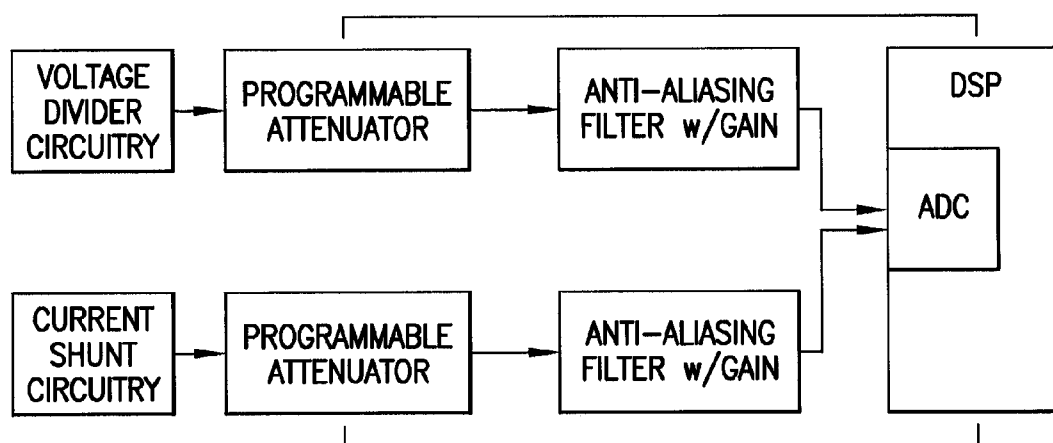 VOLTAGE
DIVIDER
CIRCUITRY
PROGRAMMABLE
ATTENUATOR
ANTI-ALIASING
FILTER w/GAIN
DSP
ADC
CURRENT
SHUNT
CIRCUITRY
PROGRAMMABLE
ATTENUATOR
ANTI-ALIASING
FILTER w/GAIN